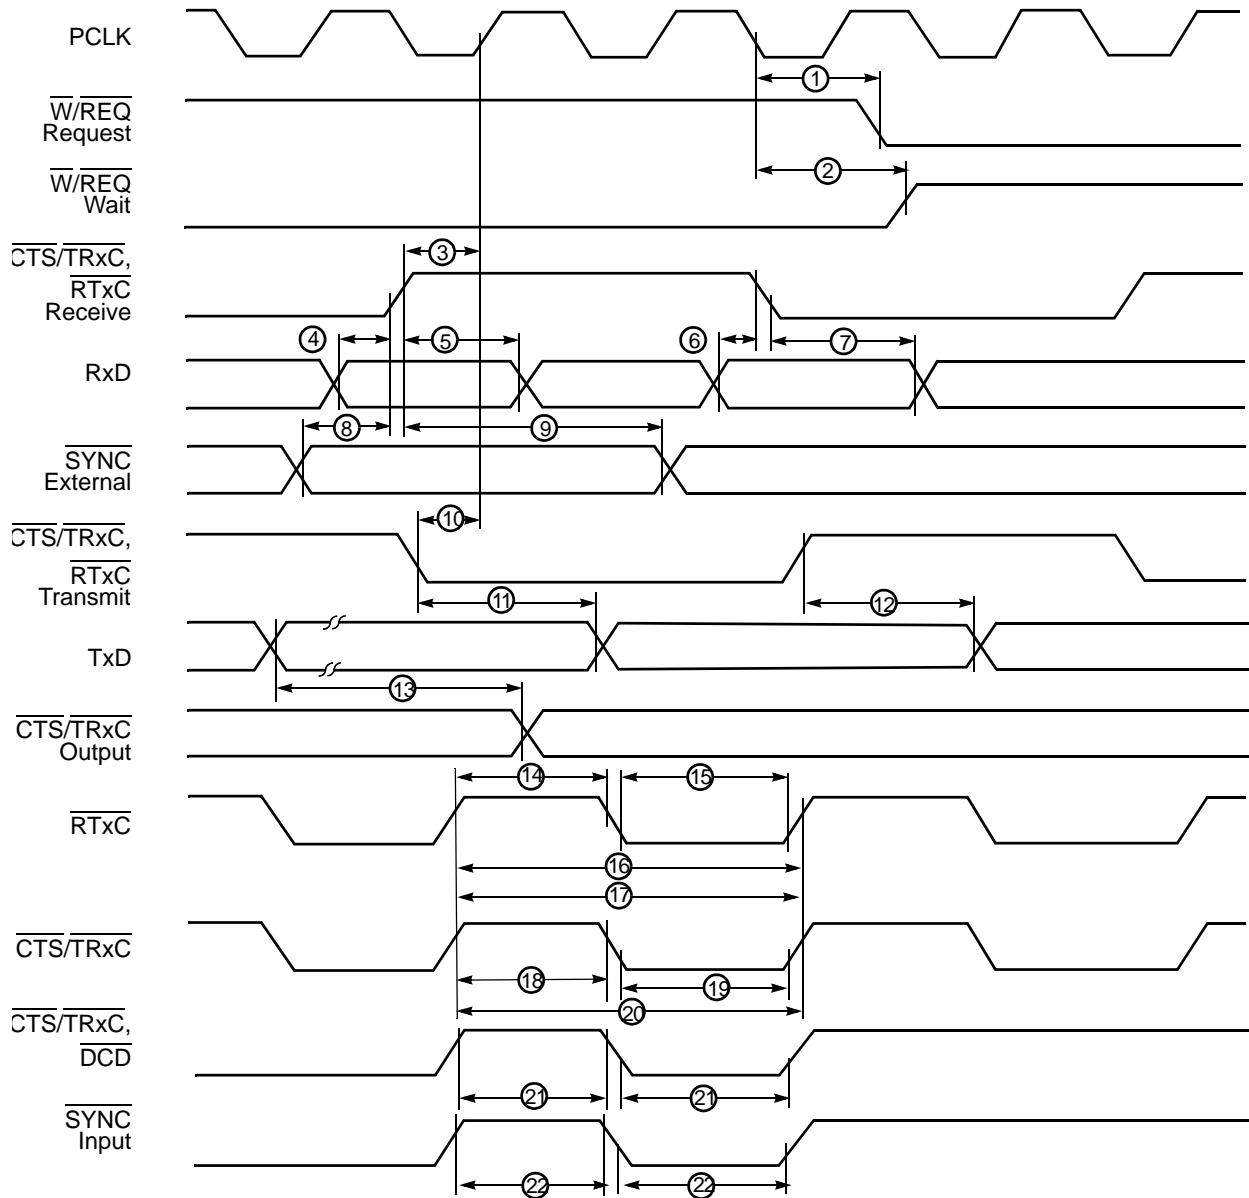 PCLK
1
W/REQ
Request
2
W/REQ
Wait
3
CTS/TRxC,
RTxC
Receive
4 5 6 7
RxD
8 9
SYNC
External
10
CTS/TRxC,
RTxC
Transmit
11 12
TxD
13
CTS/TRxC
Output
14 15
RTxC
16
17
CTS/TRxC
18 19
20
CTS/TRxC,
DCD
21 21
SYNC
Input
22 22